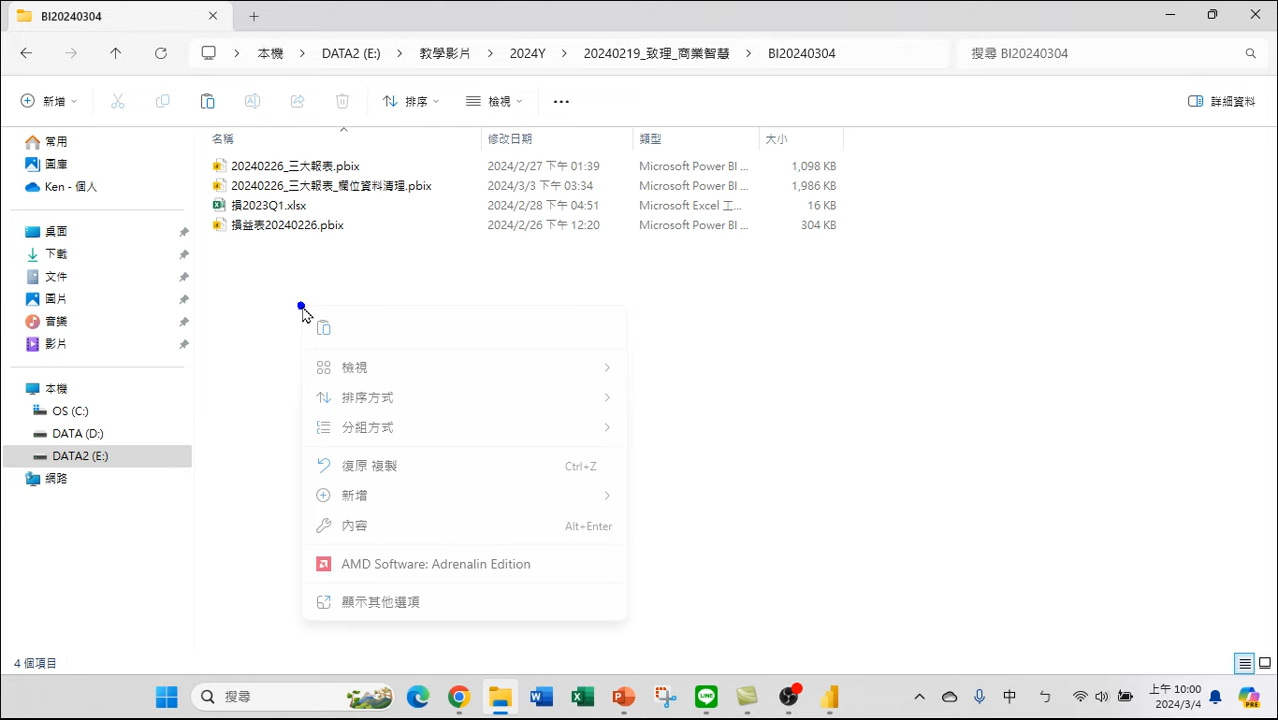 BI20240304
本機 DATA2 (E:) 教學影片 2024Y 20240219_致理_商業智慧 BI20240304 搜尋 BI20240304
新增 排序 檢視 詳細資料
常用
圖庫
Ken - 個人
桌面
下載
文件
圖片
音樂
影片
本機
OS (C:)
DATA (D:)
DATA2 (E:)
網路
名稱 修改日期 類型 大小
20240226_三大報表.pbix 2024/2/27 下午 01:39 Microsoft Power BI ... 1,098 KB
20240226_三大報表_欄位資料清理.pbix 2024/3/3 下午 03:34 Microsoft Power BI ... 1,986 KB
損2023Q1.xlsx 2024/2/28 下午 04:51 Microsoft Excel 工... 16 KB
損益表20240226.pbix 2024/2/26 下午 12:20 Microsoft Power BI ... 304 KB
檢視
排序方式
分組方式
復原 複製 Ctrl+Z
新增
內容 Alt+Enter
AMD Software: Adrenalin Edition
顯示其他選項
4 個項目
搜尋
中
上午 10:00
2024/3/4
PRE